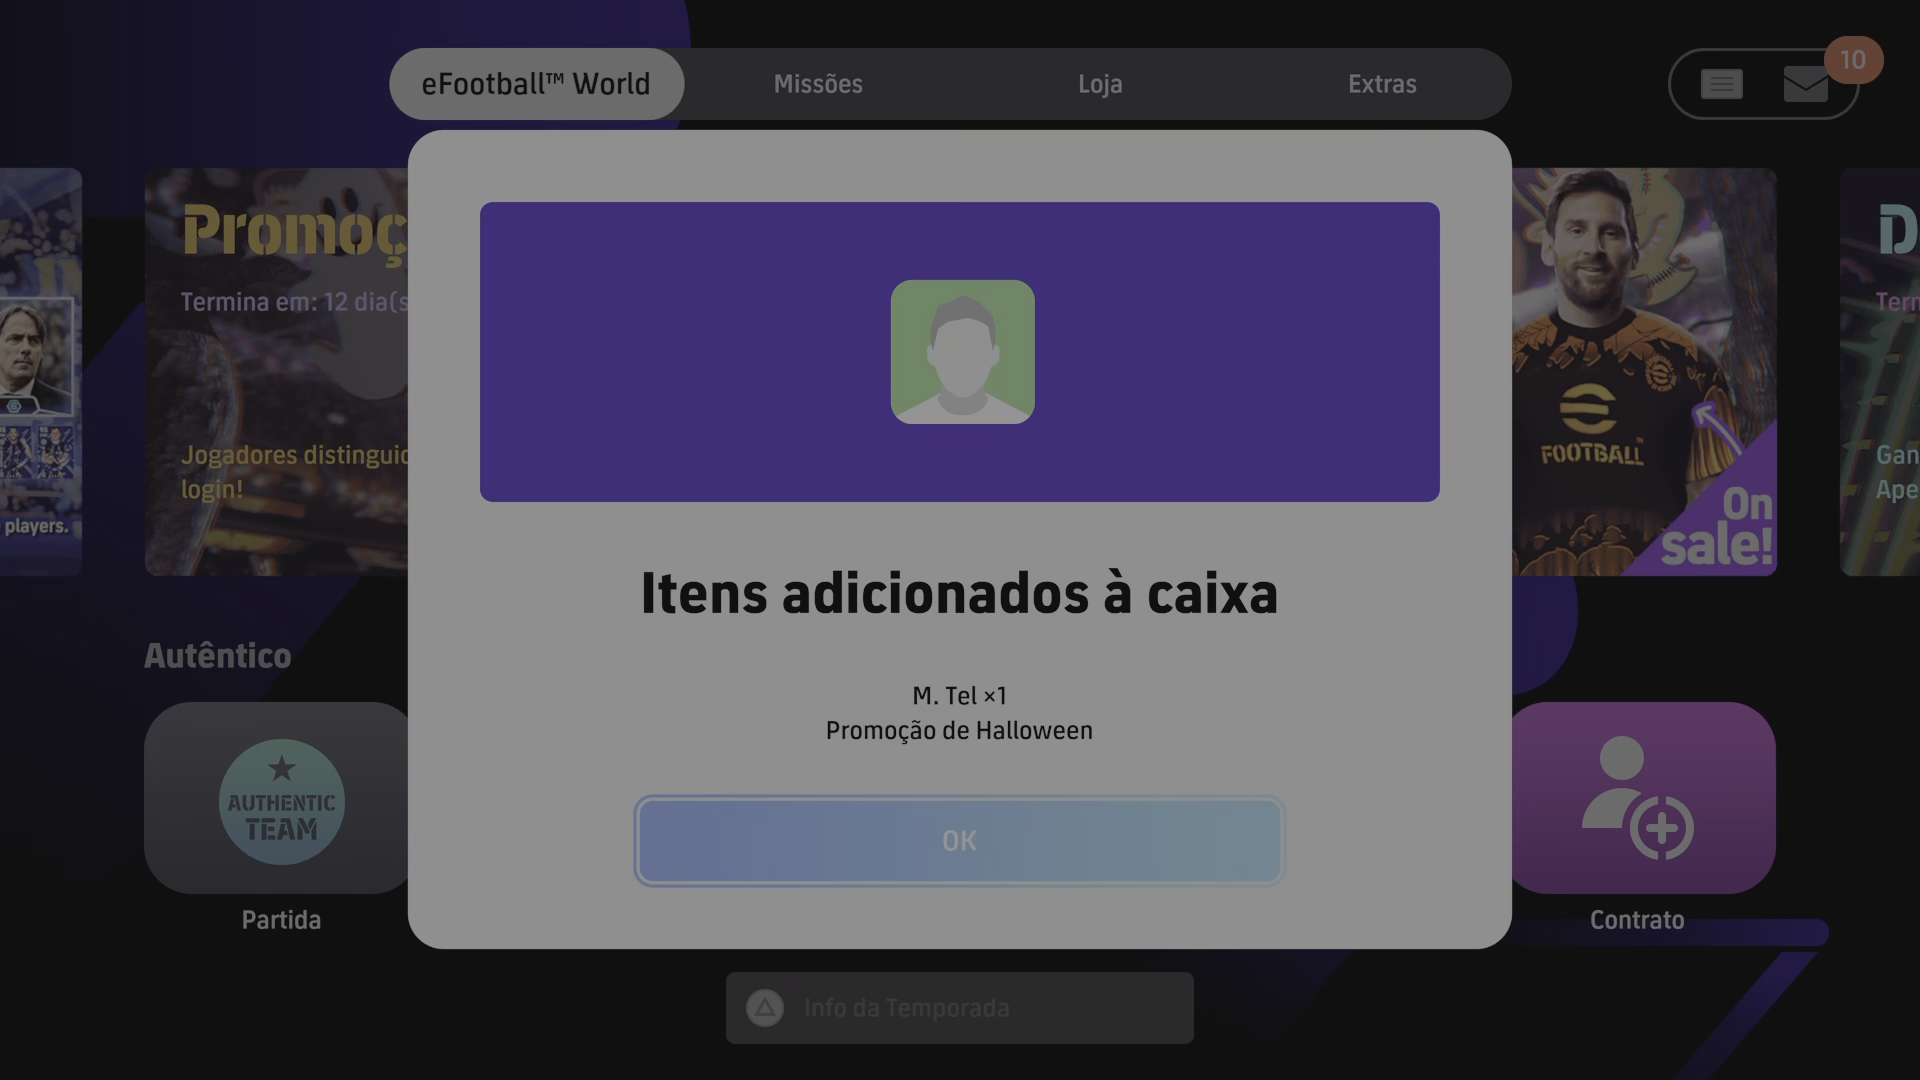 eFootball™ World
Missões
Loja
Extras
10
Promoç
Termina em: 12 dia(s
Jogadores distinguid
login!
players.
FOOTBALL
On
sale!
D
Term
Gan
Ape
Itens adicionados à caixa
M. Tel ×1
Promoção de Halloween
OK
Autêntico
AUTHENTIC
TEAM
Partida
Contrato
Info da Temporada